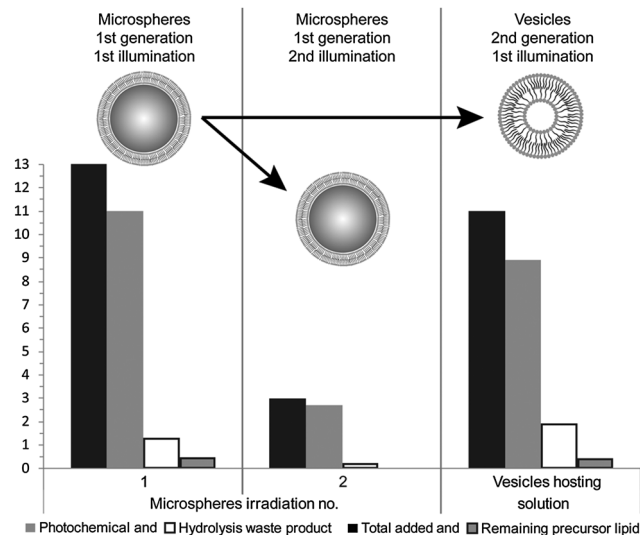 Microspheres
1st generation
1st illumination
Microspheres
1st generation
2nd illumination
Vesicles
2nd generation
1st illumination
13
12
11
10
9
8
7
6
5
4
3
2
1
0
1
2
Vesicles hosting
solution
Microspheres irradiation no.
Photochemical and Hydrolysis waste product Total added and Remaining precursor lipid